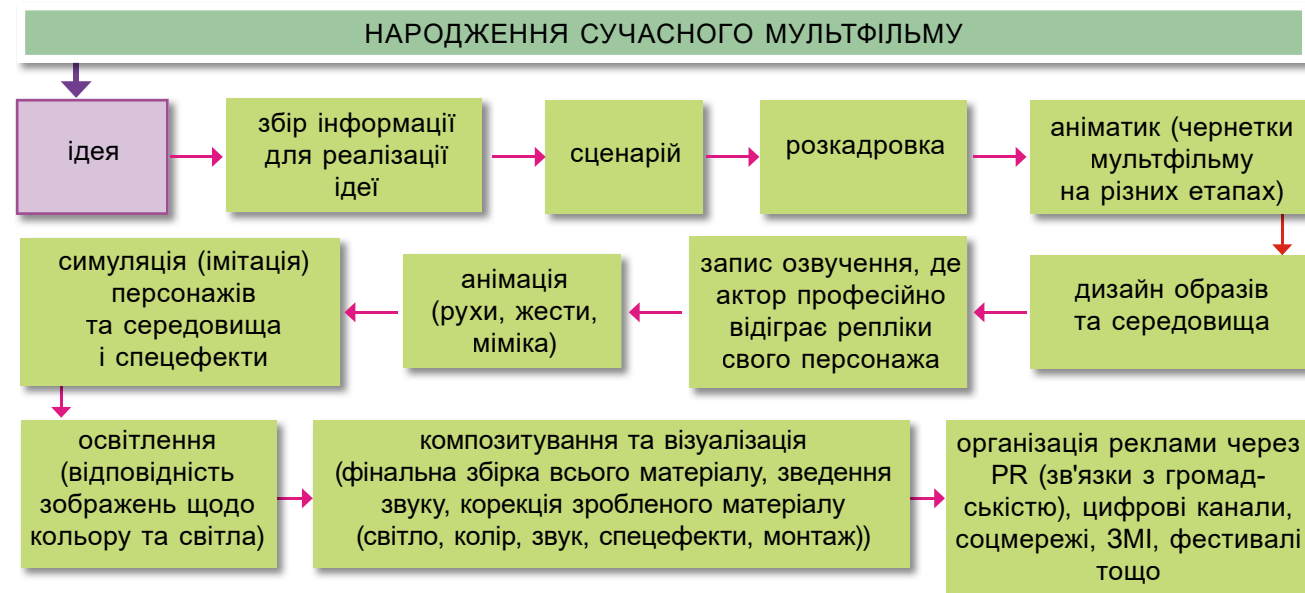 НАРОДЖЕННЯ СУЧАСНОГО МУЛЬТФІЛЬМУ
ідея
збір інформації
для реалізації
ідеї
сценарій
розкадровка
аніматик (чернетки
мультфільму
на різних етапах)
дизайн образів
та середовища
запис озвучення, де
актор професійно
відіграє репліки
свого персонажа
анімація
(рухи, жести,
міміка)
симуляція (імітація)
персонажів
та середовища
і спецефекти
освітлення
(відповідність
зображень щодо
кольору та світла)
композитування та візуалізація
(фінальна збірка всього матеріалу, зведення
звуку, корекція зробленого матеріалу
(світло, колір, звук, спецефекти, монтаж))
організація реклами через
PR (зв'язки з громад-
ськістю), цифрові канали,
соцмережі, ЗМІ, фестивалі
тощо